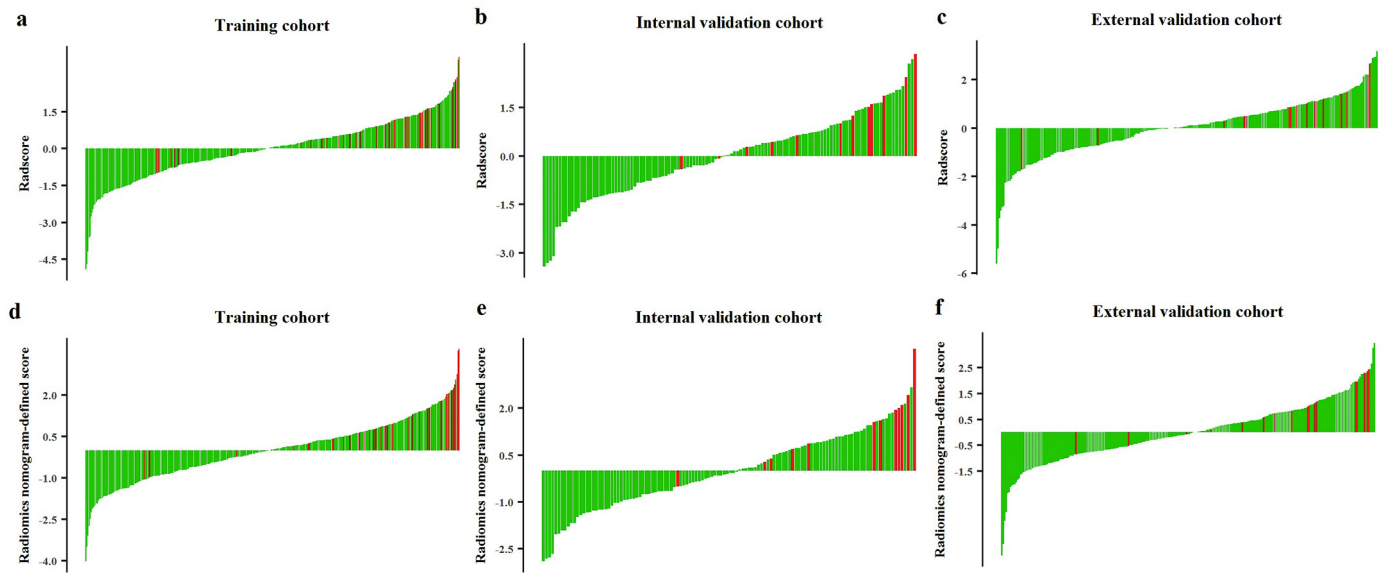 a
Training cohort
Radscore
1.5
0.0
-1.5
-3.0
-4.5
b
Internal validation cohort
Radscore
1.5
0.0
-1.5
-3.0
c
External validation cohort
Radscore
2
0
-2
-4
-6
d
Training cohort
Radiomics nomogram-defined score
2.0
0.5
-1.0
-2.5
-4.0
e
Internal validation cohort
Radiomics nomogram-defined score
2.0
0.5
-1.0
-2.5
f
External validation cohort
Radiomics nomogram-defined score
2.5
1.5
0.5
-0.5
-1.5